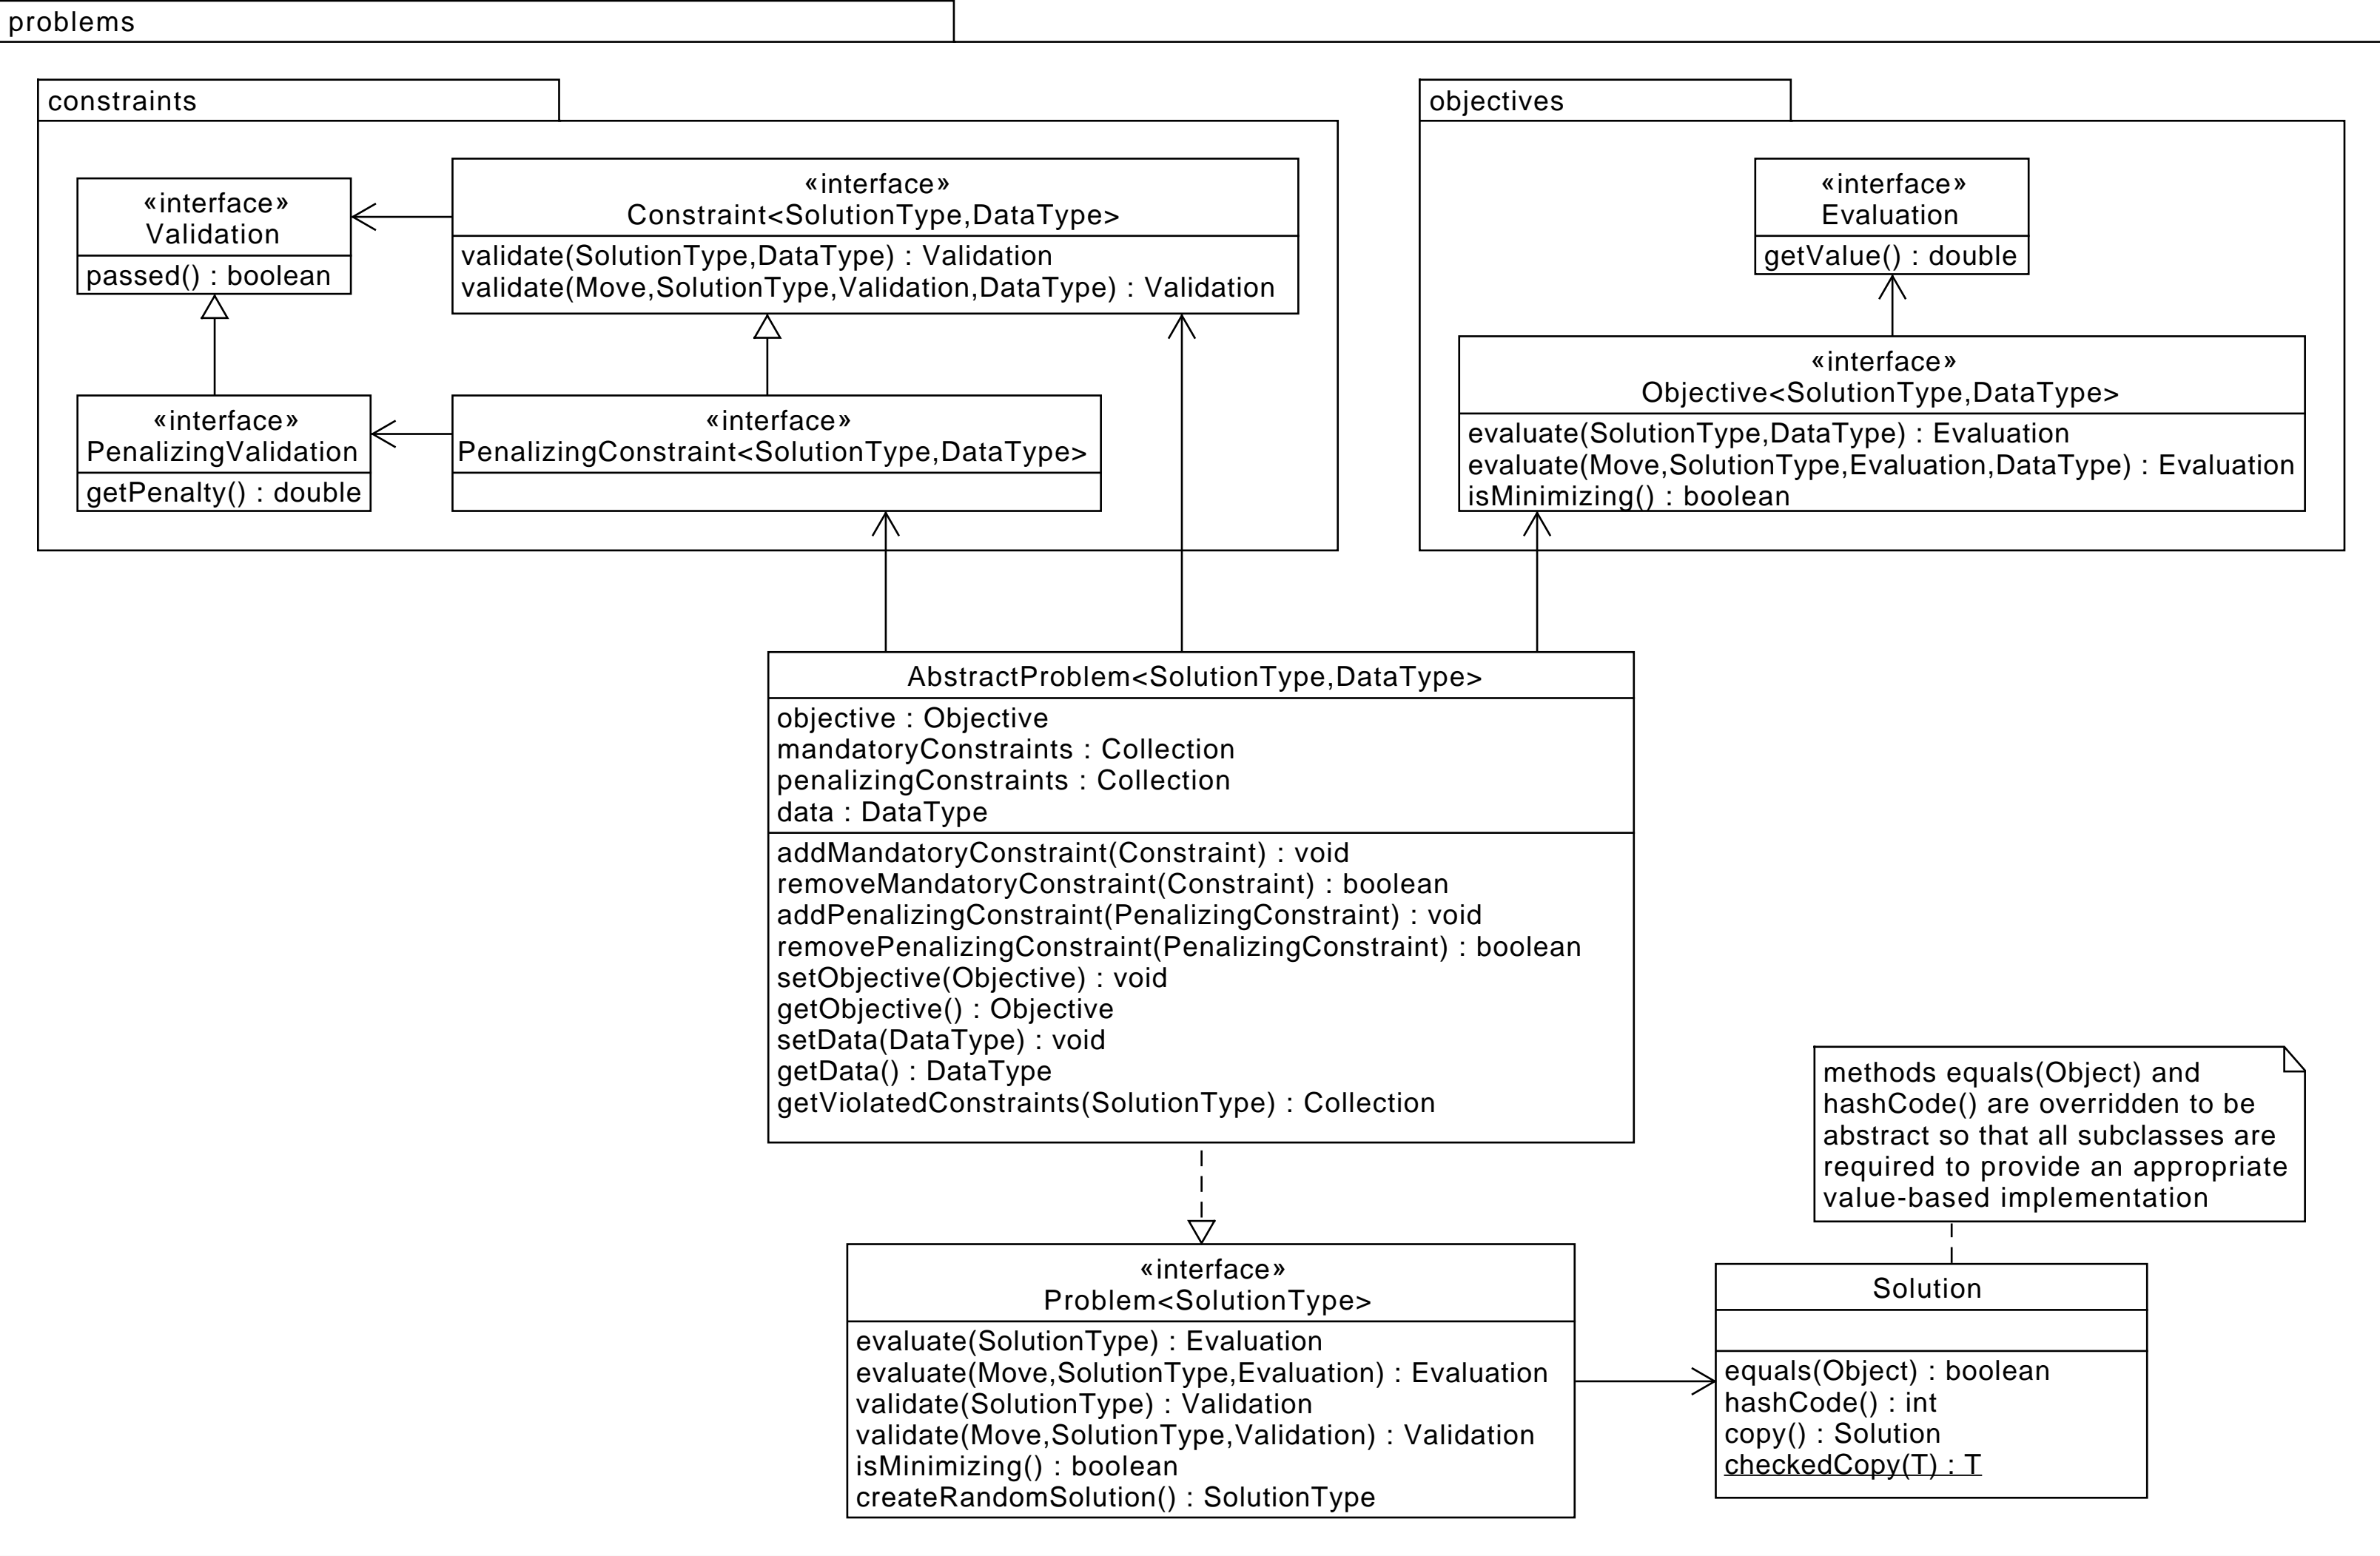 problems
constraints
«interface»
Validation
passed() : boolean
«interface»
Constraint<SolutionType,DataType>
validate(SolutionType,DataType) : Validation
validate(Move,SolutionType,Validation,DataType) : Validation
«interface»
PenalizingValidation
getPenalty() : double
«interface»
PenalizingConstraint<SolutionType,DataType>
objectives
«interface»
Evaluation
getValue() : double
«interface»
Objective<SolutionType,DataType>
evaluate(SolutionType,DataType) : Evaluation
evaluate(Move,SolutionType,Evaluation,DataType) : Evaluation
isMinimizing() : boolean
AbstractProblem<SolutionType,DataType>
objective : Objective
mandatoryConstraints : Collection
penalizingConstraints : Collection
data : DataType
addMandatoryConstraint(Constraint) : void
removeMandatoryConstraint(Constraint) : boolean
addPenalizingConstraint(PenalizingConstraint) : void
removePenalizingConstraint(PenalizingConstraint) : boolean
setObjective(Objective) : void
getObjective() : Objective
setData(DataType) : void
getData() : DataType
getViolatedConstraints(SolutionType) : Collection
«interface»
Problem<SolutionType>
evaluate(SolutionType) : Evaluation
evaluate(Move,SolutionType,Evaluation) : Evaluation
validate(SolutionType) : Validation
validate(Move,SolutionType,Validation) : Validation
isMinimizing() : boolean
createRandomSolution() : SolutionType
methods equals(Object) and
hashCode() are overridden to be
abstract so that all subclasses are
required to provide an appropriate
value-based implementation
Solution
equals(Object) : boolean
hashCode() : int
copy() : Solution
checkedCopy(T) : T